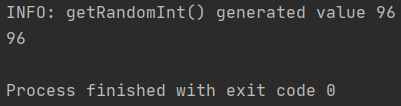 INFO: getRandomInt() generated value 96
96
Process finished with exit code 0